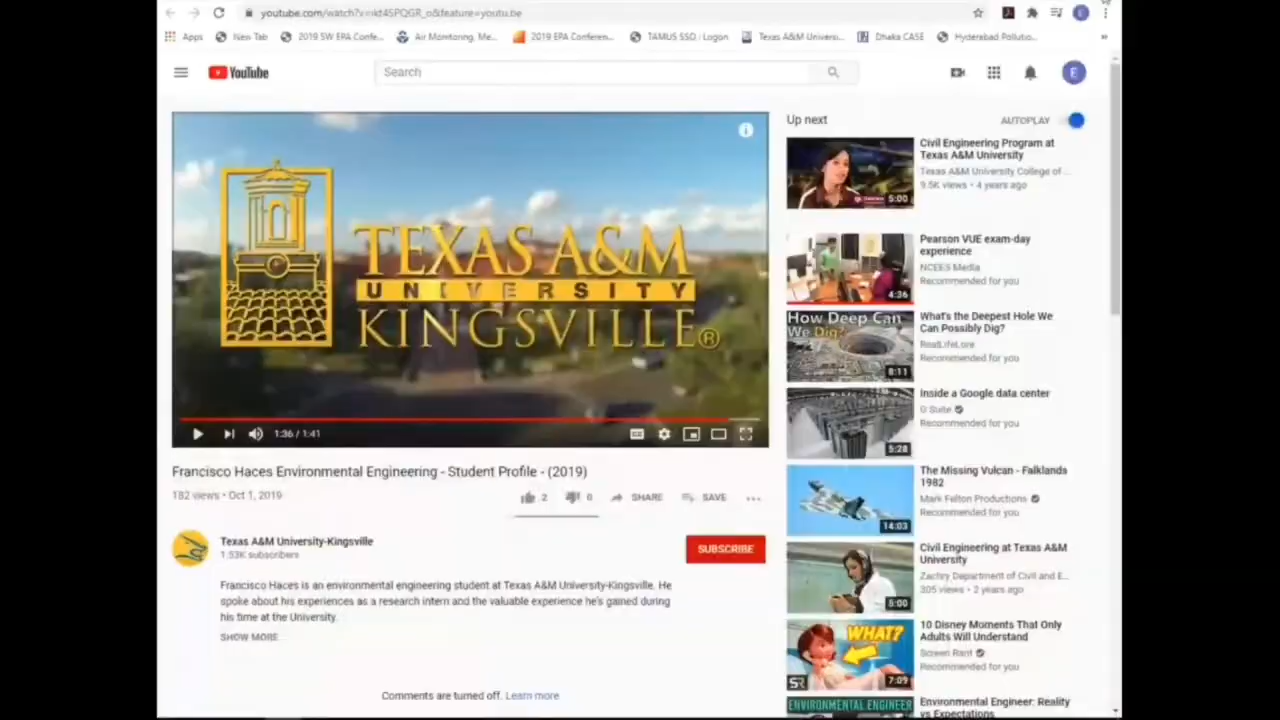 youtube.com/watch?v=nkt4SPQGR_o&feature=youtu.be
Apps
New Tab
2019 SW EPA Confe...
Air Monitoring, Me...
2019 EPA Conferen...
TAMUS SSO : Logon
Texas A&M Universi...
Dhaka CASE
Hyderabad Pollutio...
YouTube
Search
E
TEXAS A&M
UNIVERSITY
KINGSVILLE®
1:36 / 1:41
Francisco Haces Environmental Engineering - Student Profile - (2019)
182 views • Oct 1, 2019
2
0
SHARE
SAVE
Texas A&M University-Kingsville
1.53K subscribers
SUBSCRIBE
Francisco Haces is an environmental engineering student at Texas A&M University-Kingsville. He
spoke about his experiences as a research intern and the valuable experience he's gained during
his time at the University.
SHOW MORE
Comments are turned off. Learn more
Up next
AUTOPLAY
5:00
Civil Engineering Program at
Texas A&M University
Texas A&M University College of ...
9.5K views • 4 years ago
4:36
Pearson VUE exam-day
experience
NCEES Media
Recommended for you
How Deep Can
We Dig?
8:11
What's the Deepest Hole We
Can Possibly Dig?
RealLifeLore
Recommended for you
5:28
Inside a Google data center
G Suite
Recommended for you
14:03
The Missing Vulcan - Falklands
1982
Mark Felton Productions
Recommended for you
5:00
Civil Engineering at Texas A&M
University
Zachry Department of Civil and E...
305 views • 2 years ago
WHAT?
SR
7:09
10 Disney Moments That Only
Adults Will Understand
Screen Rant
Recommended for you
ENVIRONMENTAL ENGINEER
Environmental Engineer: Reality
vs Expectations